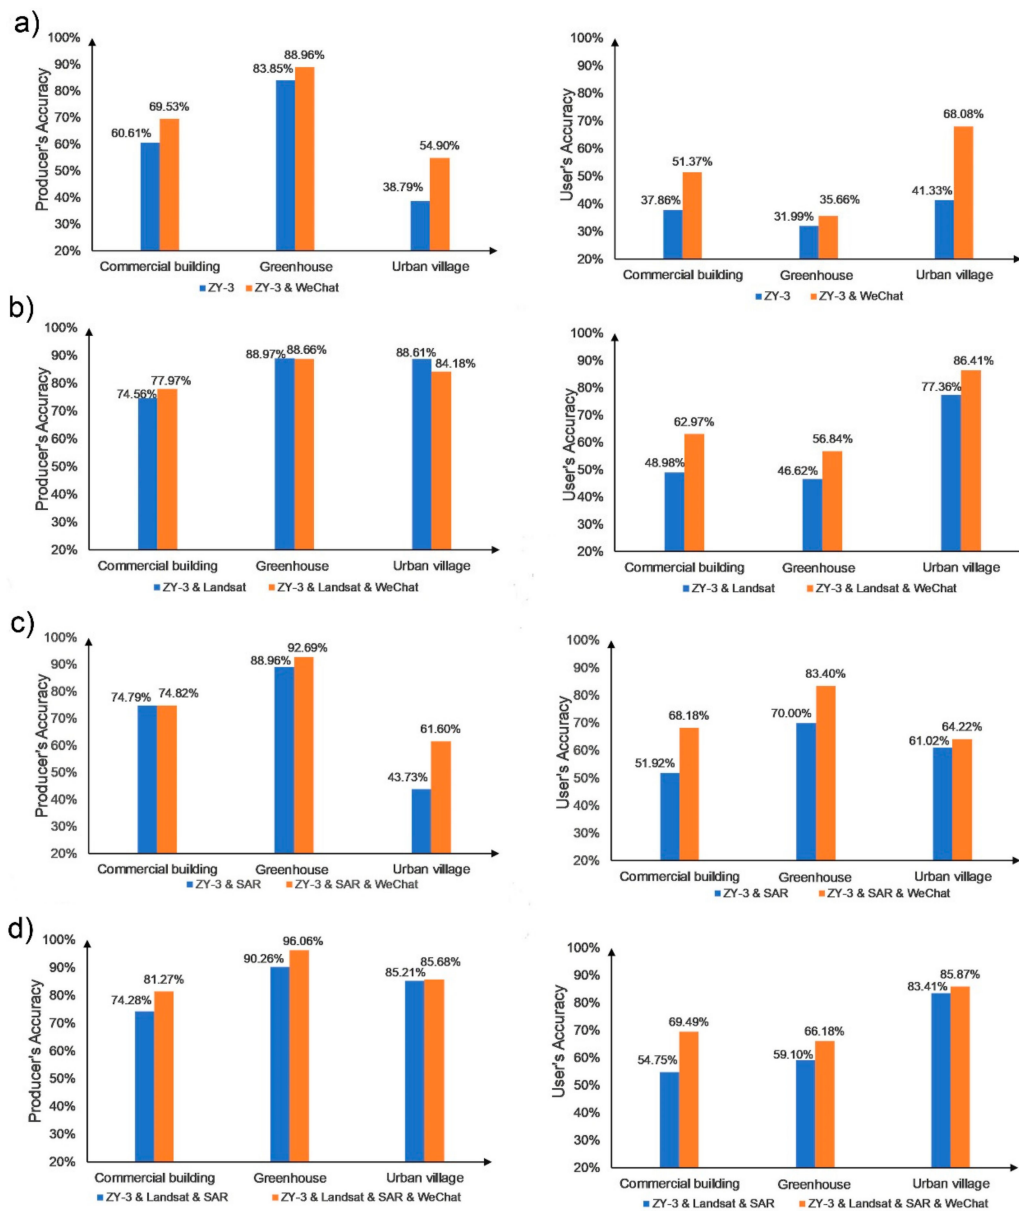 a)
Producer's Accuracy
100%
90%
80%
70%
60%
50%
40%
30%
20%
60.61%
69.53%
83.85%
88.96%
38.79%
54.90%
Commercial building
Greenhouse
Urban village
ZY-3
ZY-3 & WeChat
User's Accuracy
100%
90%
80%
70%
60%
50%
40%
30%
20%
37.86%
51.37%
31.99%
35.66%
41.33%
68.08%
Commercial building
Greenhouse
Urban village
ZY-3
ZY-3 & WeChat
b)
Producer's Accuracy
100%
90%
80%
70%
60%
50%
40%
30%
20%
74.56%
77.97%
88.97%
88.66%
88.61%
84.18%
Commercial building
Greenhouse
Urban village
ZY-3 & Landsat
ZY-3 & Landsat & WeChat
User's Accuracy
100%
90%
80%
70%
60%
50%
40%
30%
20%
48.98%
62.97%
46.62%
56.84%
77.36%
86.41%
Commercial building
Greenhouse
Urban village
ZY-3 & Landsat
ZY-3 & Landsat & WeChat
c)
Producer's Accuracy
100%
90%
80%
70%
60%
50%
40%
30%
20%
74.79%
74.82%
88.96%
92.69%
43.73%
61.60%
Commercial building
Greenhouse
Urban village
ZY-3 & SAR
ZY-3 & SAR & WeChat
User's Accuracy
100%
90%
80%
70%
60%
50%
40%
30%
20%
51.92%
68.18%
70.00%
83.40%
61.02%
64.22%
Commercial building
Greenhouse
Urban village
ZY-3 & SAR
ZY-3 & SAR & WeChat
d)
Producer's Accuracy
100%
90%
80%
70%
60%
50%
40%
30%
20%
74.28%
81.27%
90.26%
96.06%
85.21%
85.68%
Commercial building
Greenhouse
Urban village
ZY-3 & Landsat & SAR
ZY-3 & Landsat & SAR & WeChat
User's Accuracy
100%
90%
80%
70%
60%
50%
40%
30%
20%
54.75%
69.49%
59.10%
66.18%
83.41%
85.87%
Commercial building
Greenhouse
Urban village
ZY-3 & Landsat & SAR
ZY-3 & Landsat & SAR & WeChat